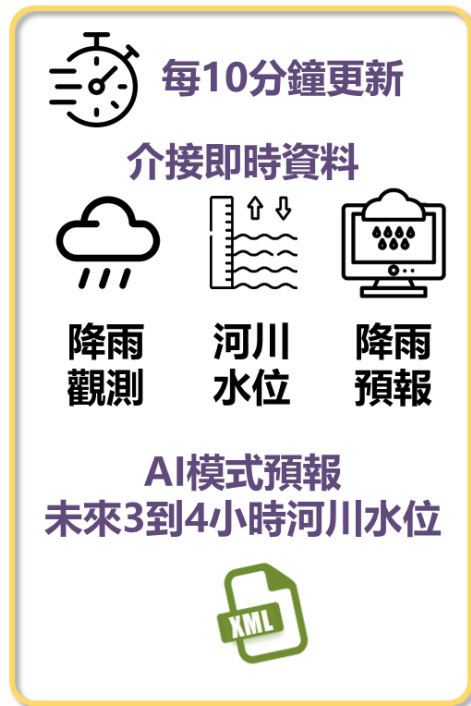 每10分鐘更新
介接即時資料
降雨
觀測
河川
水位
降雨
預報
AI模式預報
未來3到4小時河川水位
XML